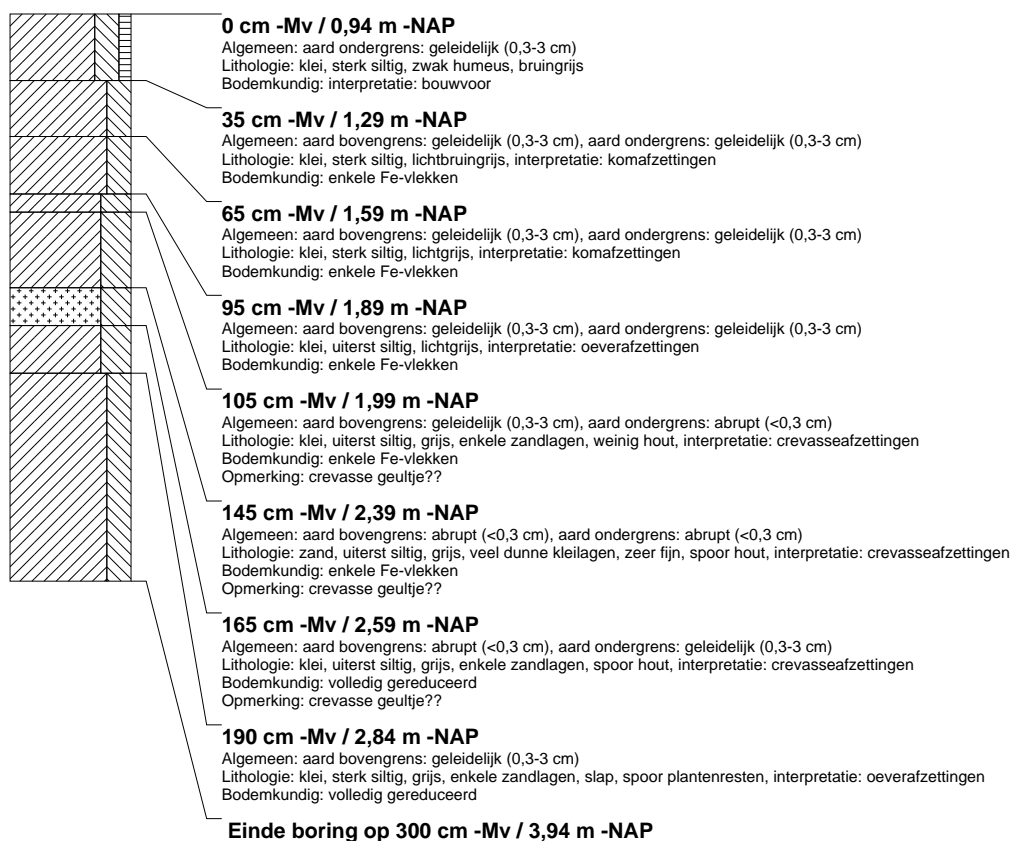 0 cm -Mv / 0,94 m -NAP
Algemeen: aard ondergrens: geleidelijk (0,3-3 cm)
Lithologie: klei, sterk siltig, zwak humeus, bruingrijs
Bodemkundig: interpretatie: bouwvoor
35 cm -Mv / 1,29 m -NAP
Algemeen: aard bovengrens: geleidelijk (0,3-3 cm), aard ondergrens: geleidelijk (0,3-3 cm)
Lithologie: klei, sterk siltig, lichtbruingrijs, interpretatie: komafzettingen
Bodemkundig: enkele Fe-vlekken
65 cm -Mv / 1,59 m -NAP
Algemeen: aard bovengrens: geleidelijk (0,3-3 cm), aard ondergrens: geleidelijk (0,3-3 cm)
Lithologie: klei, sterk siltig, lichtgrijs, interpretatie: komafzettingen
Bodemkundig: enkele Fe-vlekken
95 cm -Mv / 1,89 m -NAP
Algemeen: aard bovengrens: geleidelijk (0,3-3 cm), aard ondergrens: geleidelijk (0,3-3 cm)
Lithologie: klei, uiterst siltig, lichtgrijs, interpretatie: oeverafzettingen
Bodemkundig: enkele Fe-vlekken
105 cm -Mv / 1,99 m -NAP
Algemeen: aard bovengrens: geleidelijk (0,3-3 cm), aard ondergrens: abrupt (<0,3 cm)
Lithologie: klei, uiterst siltig, grijs, enkele zandlagen, weinig hout, interpretatie: crevasseafzettingen
Bodemkundig: enkele Fe-vlekken
Opmerking: crevasse geultje??
145 cm -Mv / 2,39 m -NAP
Algemeen: aard bovengrens: abrupt (<0,3 cm), aard ondergrens: abrupt (<0,3 cm)
Lithologie: zand, uiterst siltig, grijs, veel dunne kleilagen, zeer fijn, spoor hout, interpretatie: crevasseafzettingen
Bodemkundig: enkele Fe-vlekken
Opmerking: crevasse geultje??
165 cm -Mv / 2,59 m -NAP
Algemeen: aard bovengrens: abrupt (<0,3 cm), aard ondergrens: geleidelijk (0,3-3 cm)
Lithologie: klei, uiterst siltig, grijs, enkele zandlagen, spoor hout, interpretatie: crevasseafzettingen
Bodemkundig: volledig gereduceerd
Opmerking: crevasse geultje??
190 cm -Mv / 2,84 m -NAP
Algemeen: aard bovengrens: geleidelijk (0,3-3 cm)
Lithologie: klei, sterk siltig, grijs, enkele zandlagen, slap, spoor plantenresten, interpretatie: oeverafzettingen
Bodemkundig: volledig gereduceerd
Einde boring op 300 cm -Mv / 3,94 m -NAP